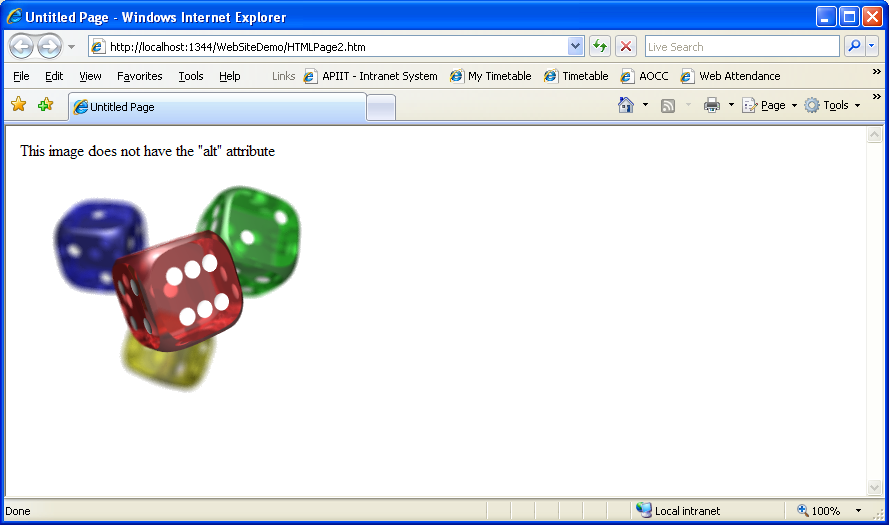 Untitled Page - Windows Internet Explorer
http://localhost:1344/WebSiteDemo/HTMLPage2.htm
Live Search
File Edit View Favorites Tools Help Links APIIT - Intranet System My Timetable Timetable AOCC Web Attendance »
Untitled Page Page Tools »
This image does not have the "alt" attribute
Done Local intranet 100%